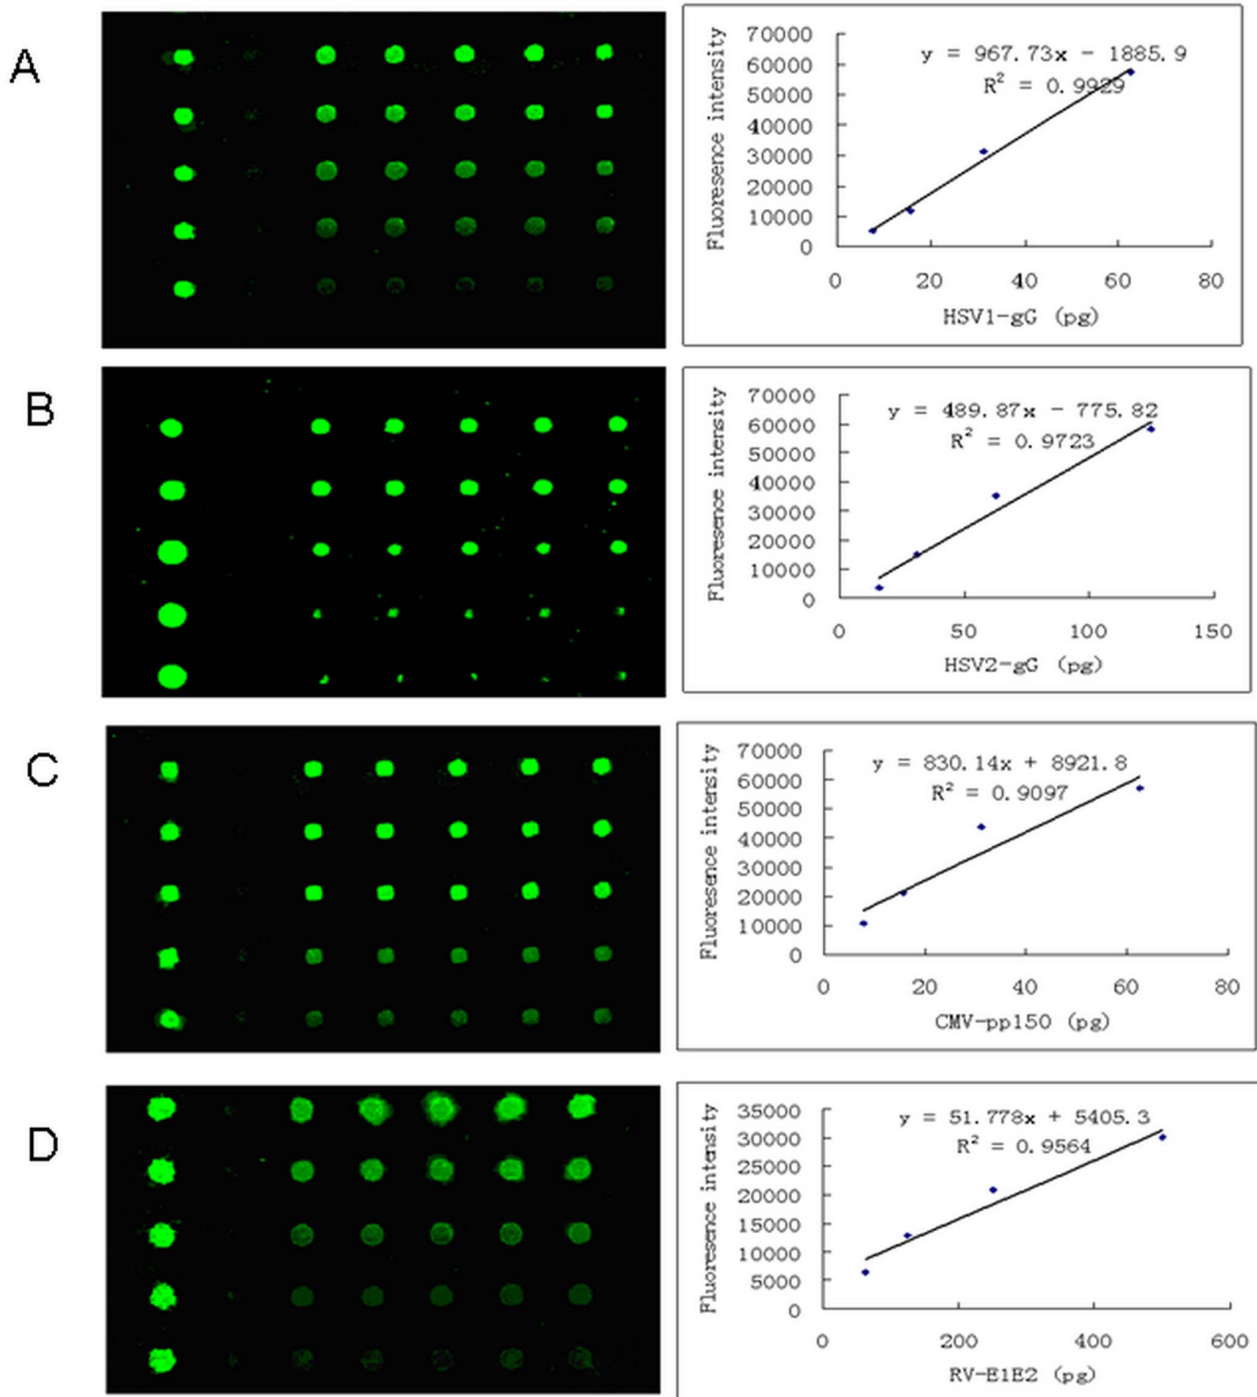 A
Fluoresence intensity
70000
60000
50000
40000
30000
20000
10000
0
y = 967.73x - 1885.9
R² = 0.9929
0 20 40 60 80
HSV1-gG (pg)
B
Fluoresence intensity
70000
60000
50000
40000
30000
20000
10000
0
y = 489.87x - 775.82
R² = 0.9723
0 50 100 150
HSV2-gG (pg)
C
Fluoresence intensity
70000
60000
50000
40000
30000
20000
10000
0
y = 830.14x + 8921.8
R² = 0.9097
0 20 40 60 80
CMV-pp150 (pg)
D
Fluoresence intensity
35000
30000
25000
20000
15000
10000
5000
0
y = 51.778x + 5405.3
R² = 0.9564
0 200 400 600
RV-E1E2 (pg)